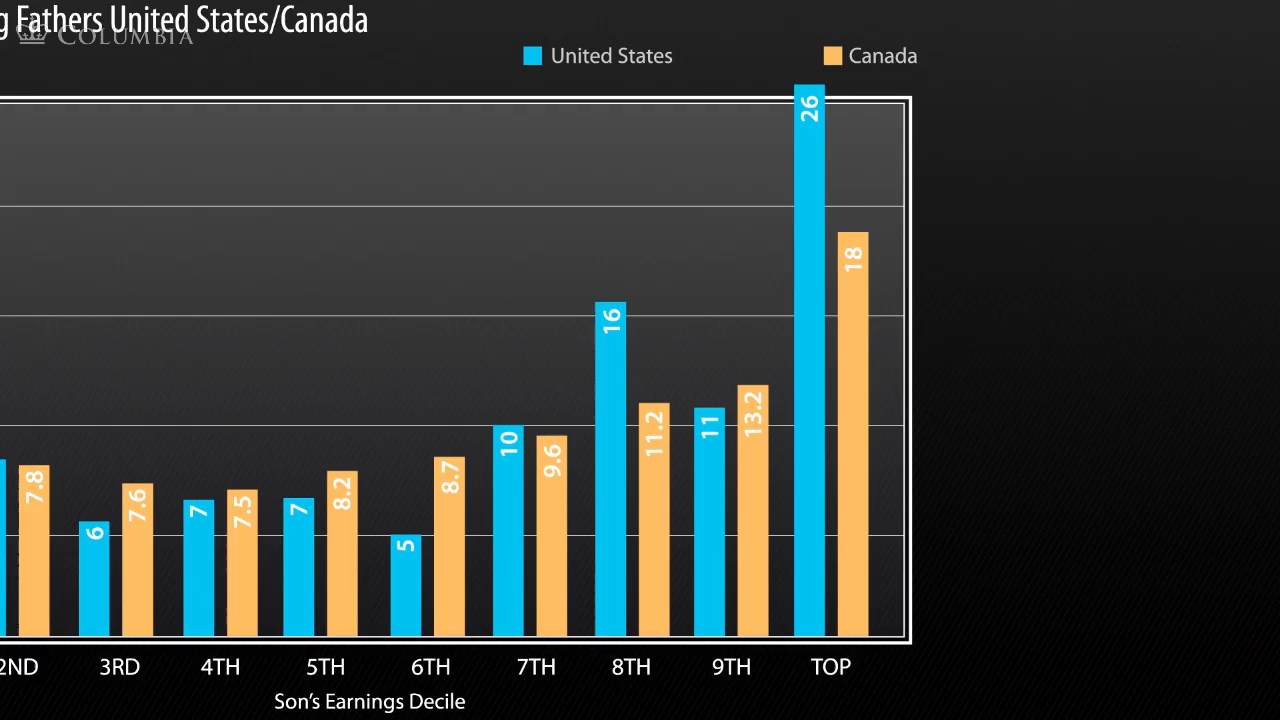 g Fathers United States/Canada
COLUMBIA
United States
Canada
26
18
16
11.2
11
13.2
10
9.6
5
8.7
7
8.2
7
7.5
6
7.6
7.8
2ND 3RD 4TH 5TH 6TH 7TH 8TH 9TH TOP
Son's Earnings Decile